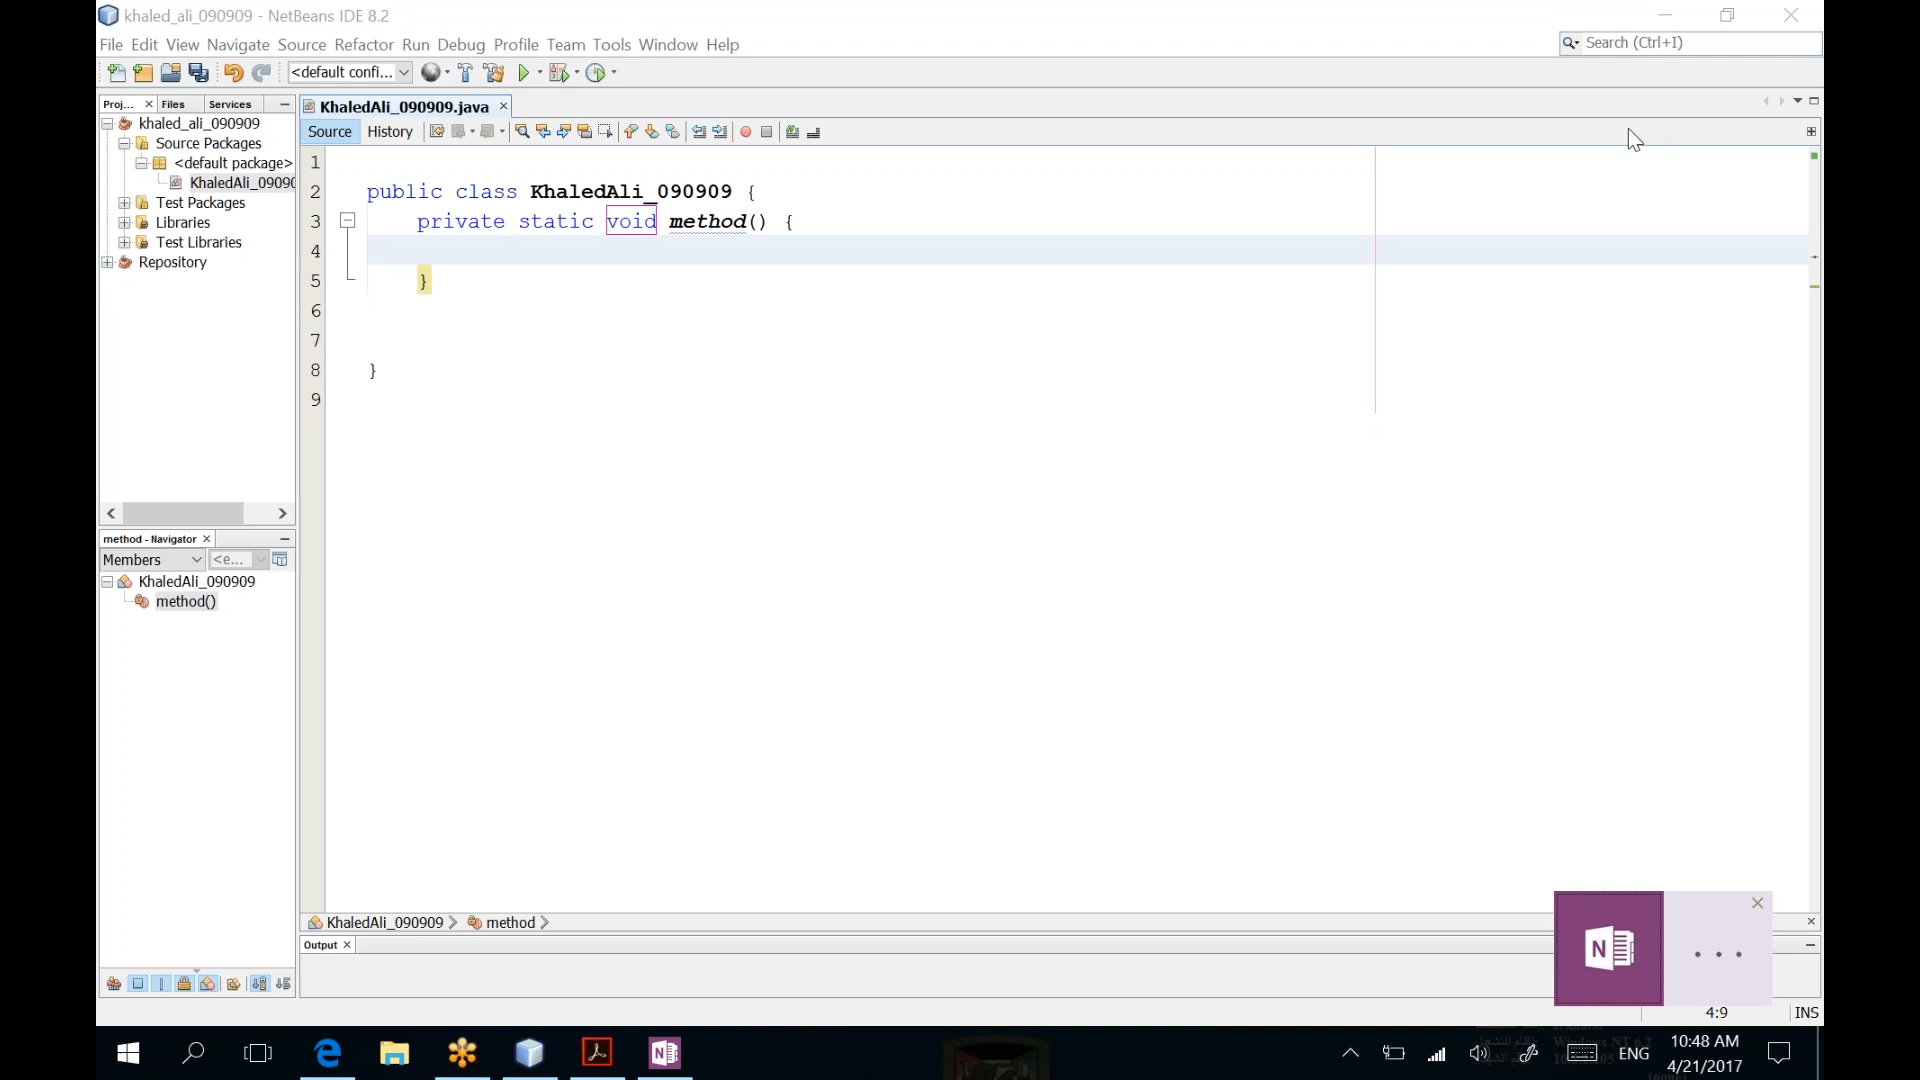 khaled_ali_090909 - NetBeans IDE 8.2
File Edit View Navigate Source Refactor Run Debug Profile Team Tools Window Help
Search (Ctrl+I)
<default confi...
Proj... Files Services
KhaledAli_090909.java
khaled_ali_090909
Source Packages
<default package>
KhaledAli_09090
Test Packages
Libraries
Test Libraries
Repository
Source History
1
2 public class KhaledAli_090909 {
3 private static void method() {
4
5 }
6
7
8 }
9
method - Navigator
Members <e...
KhaledAli_090909
method()
KhaledAli_090909 method
Output
N
4:9 INS
N
ENG
10:48 AM
4/21/2017